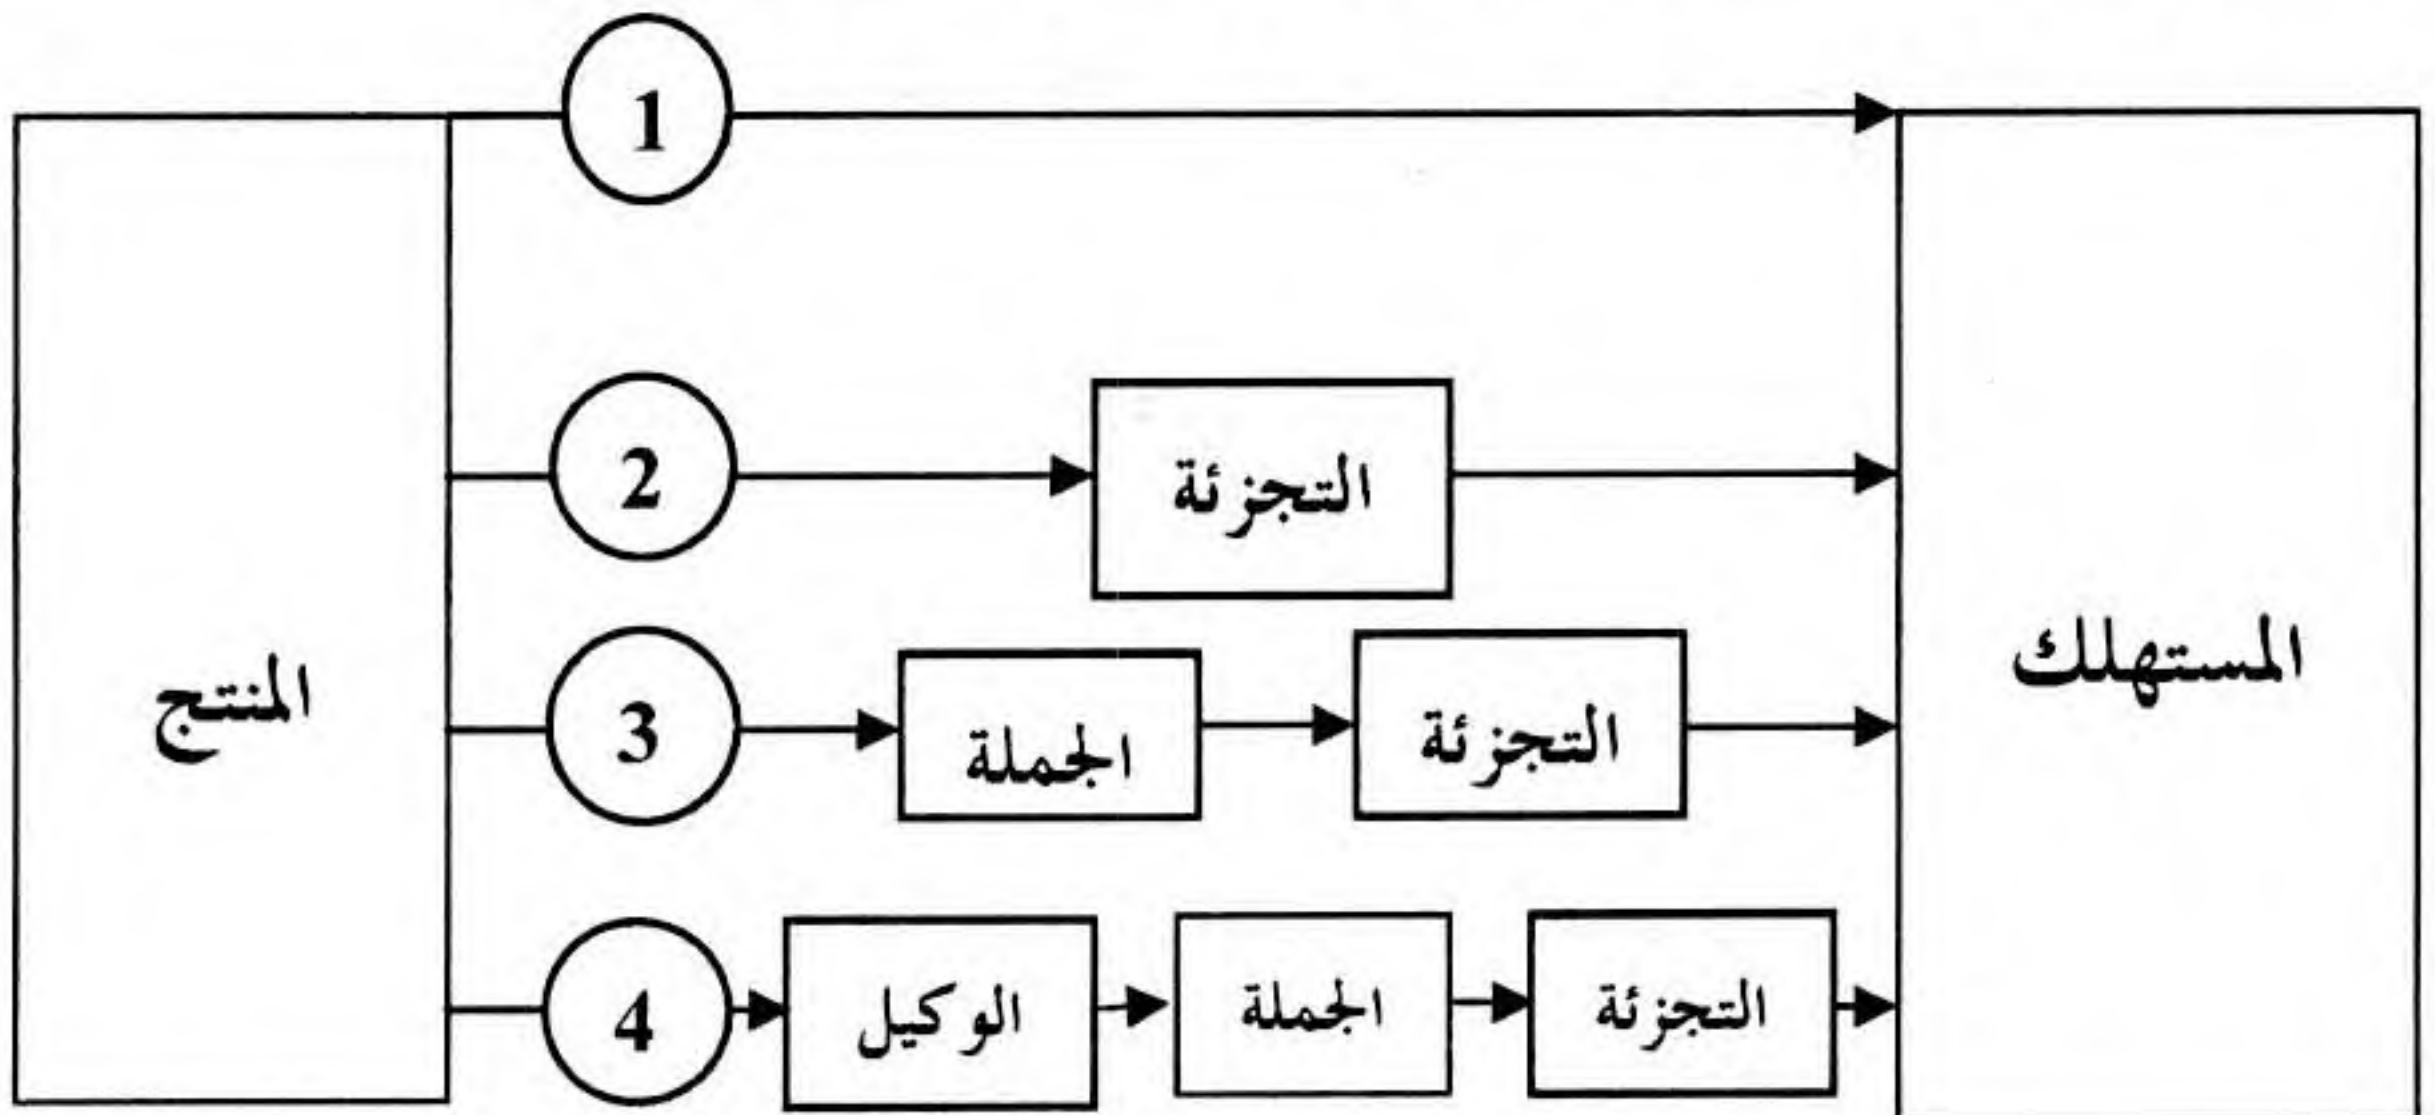 1
2
التجزئة
المنتج
3
الجملة
التجزئة
المستهلك
4
الوكيل
الجملة
التجزئة